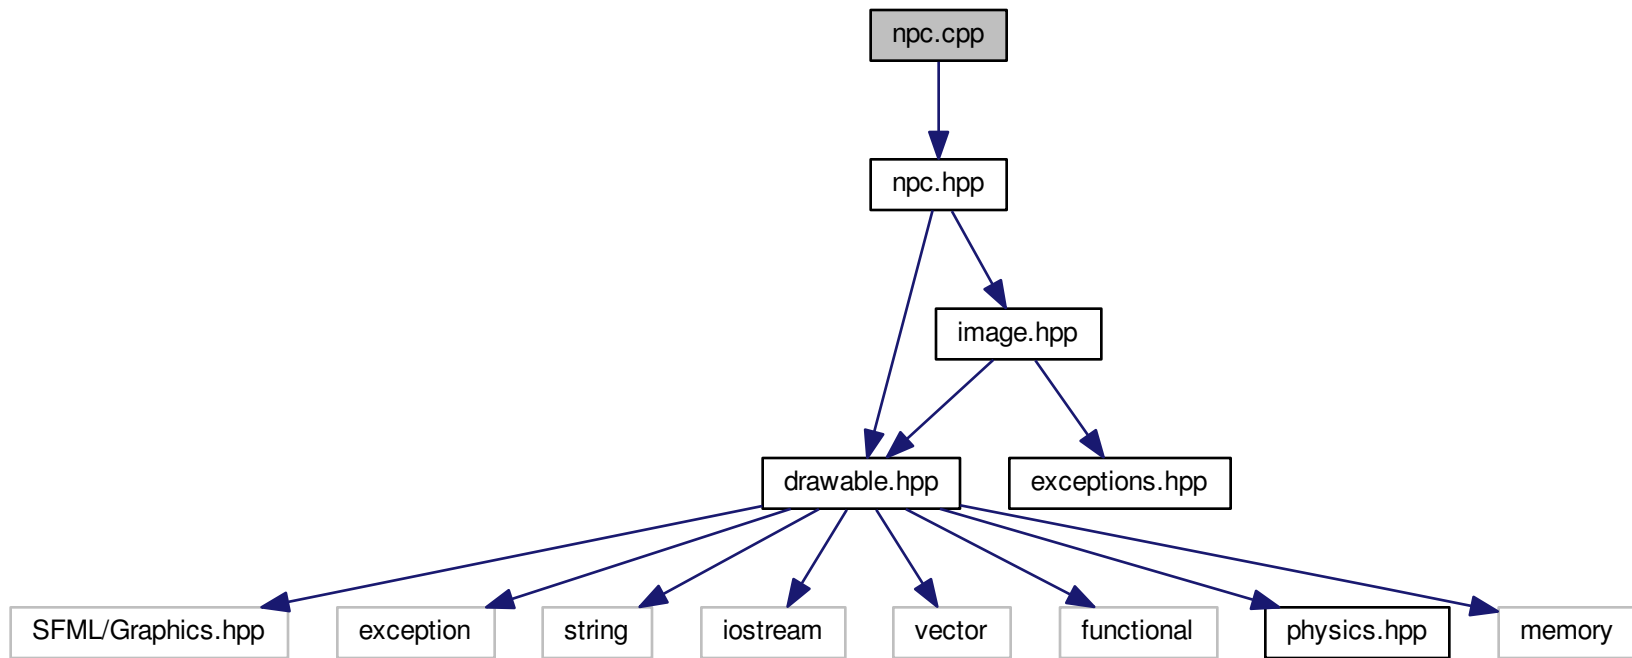 npc.cpp
npc.hpp
image.hpp
drawable.hpp
exceptions.hpp
SFML/Graphics.hpp
exception
string
iostream
vector
functional
physics.hpp
memory